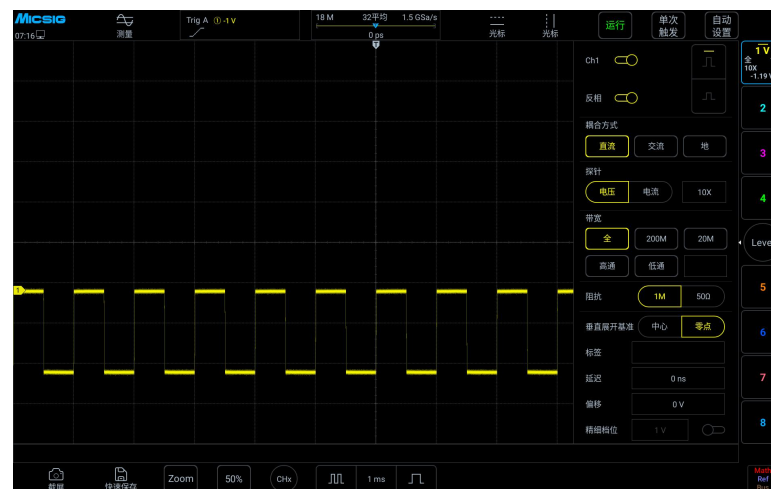 Micsig
07:16
测量
Trig A ① -1 V
18 M 32平均 1.5 GSa/s
0 ps
光标
光标
运行
单次
触发
自动
设置
Ch1
反相
耦合方式
直流 交流 地
探针
电压 电流 10X
带宽
全 200M 20M
高通 低通
阻抗 1M 50Ω
垂直展开基准 中心 零点
标签
延迟 0 ns
偏移 0 V
精细档位 1 V
1 V
全
10X
-1.19 V
2
3
4
Leve
5
6
7
8
T
1
截屏
快速保存
Zoom
50%
CHx
1 ms
Math
Ref
Bus